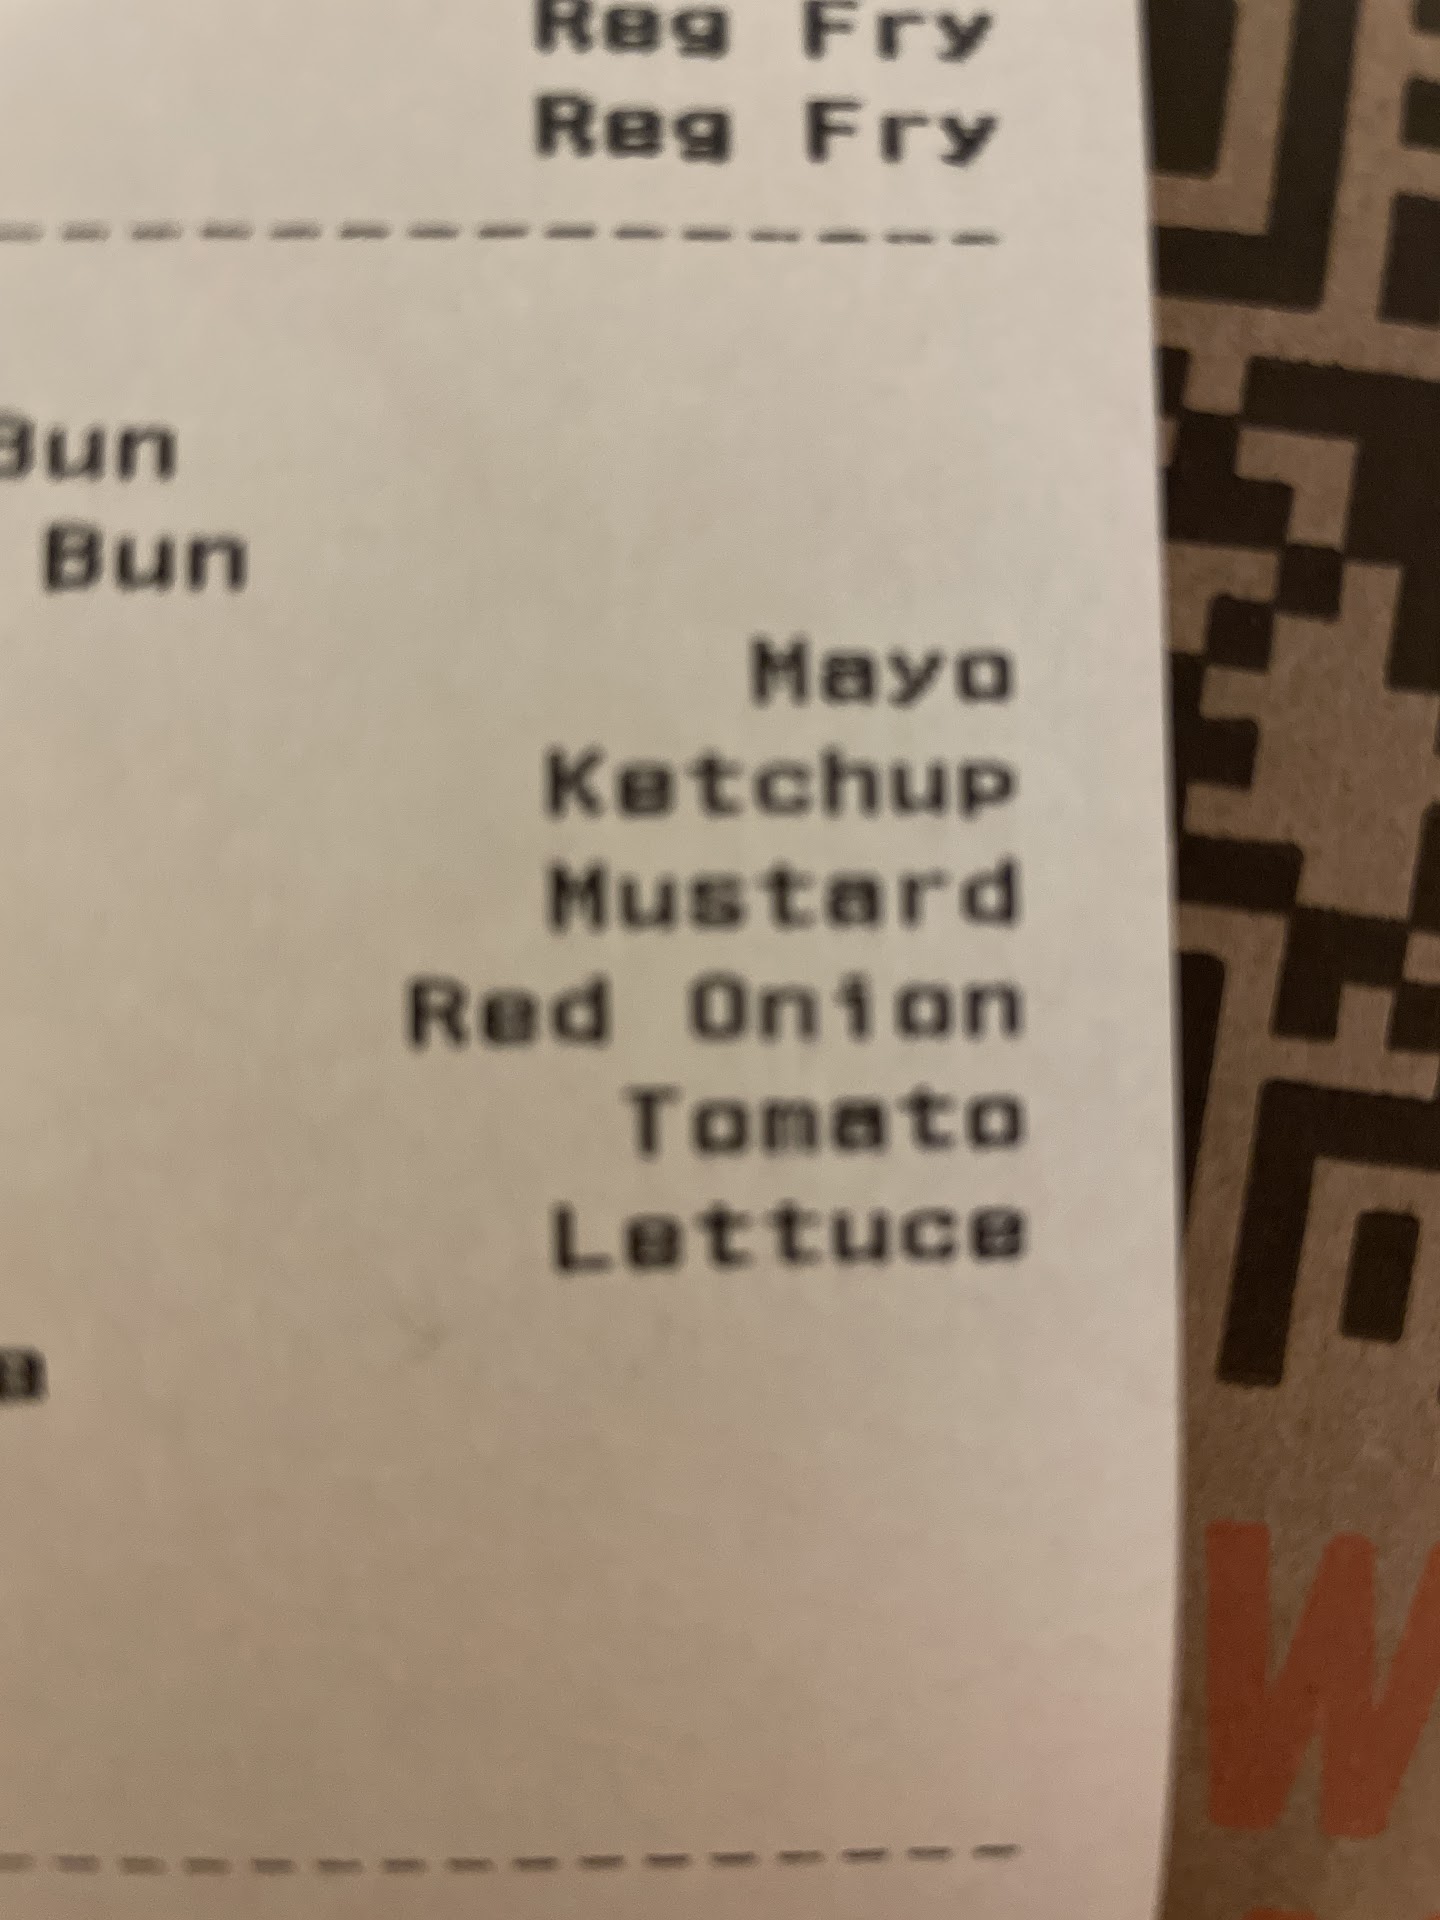 Reg Fry
Reg Fry
Bun
Bun
Mayo
Ketchup
Mustard
Red Onion
Tomato
Lettuce
W